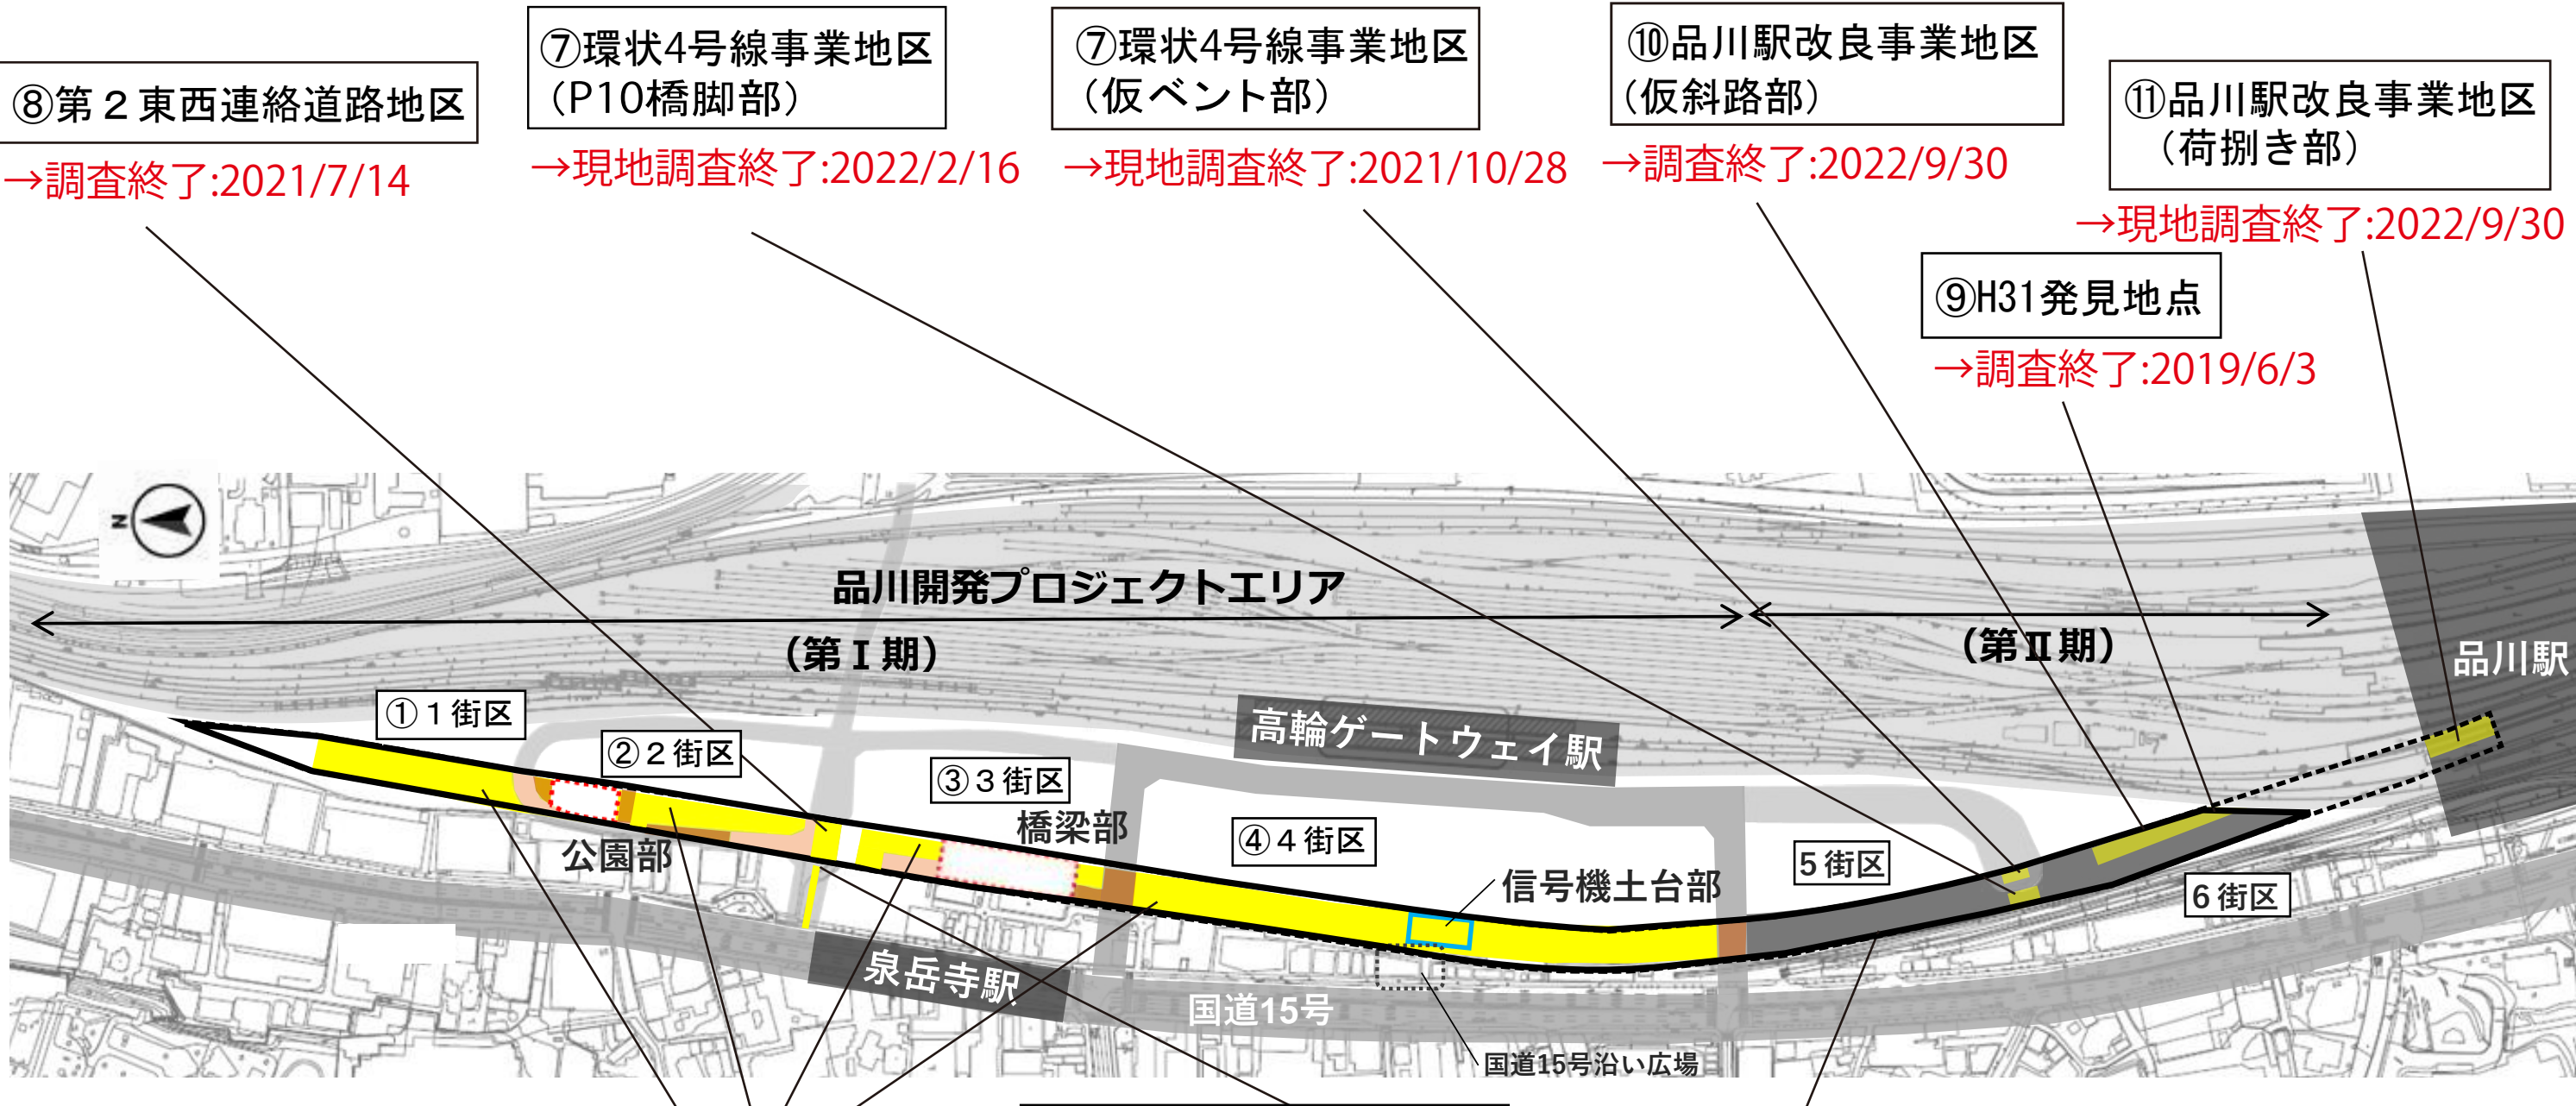 ⑧第２東西連絡道路地区
→調査終了:2021/7/14
⑦環状4号線事業地区
（P10橋脚部）
→現地調査終了:2022/2/16
⑦環状4号線事業地区
（仮ベント部）
→現地調査終了:2021/10/28
⑩品川駅改良事業地区
（仮斜路部）
→調査終了:2022/9/30
⑪品川駅改良事業地区
（荷捌き部）
→現地調査終了:2022/9/30
⑨H31発見地点
→調査終了:2019/6/3
N
品川開発プロジェクトエリア
（第Ⅰ期）
（第Ⅱ期）
品川駅
①１街区
②２街区
③３街区
高輪ゲートウェイ駅
橋梁部
公園部
④４街区
信号機土台部
５街区
６街区
泉岳寺駅
国道15号
国道15号沿い広場